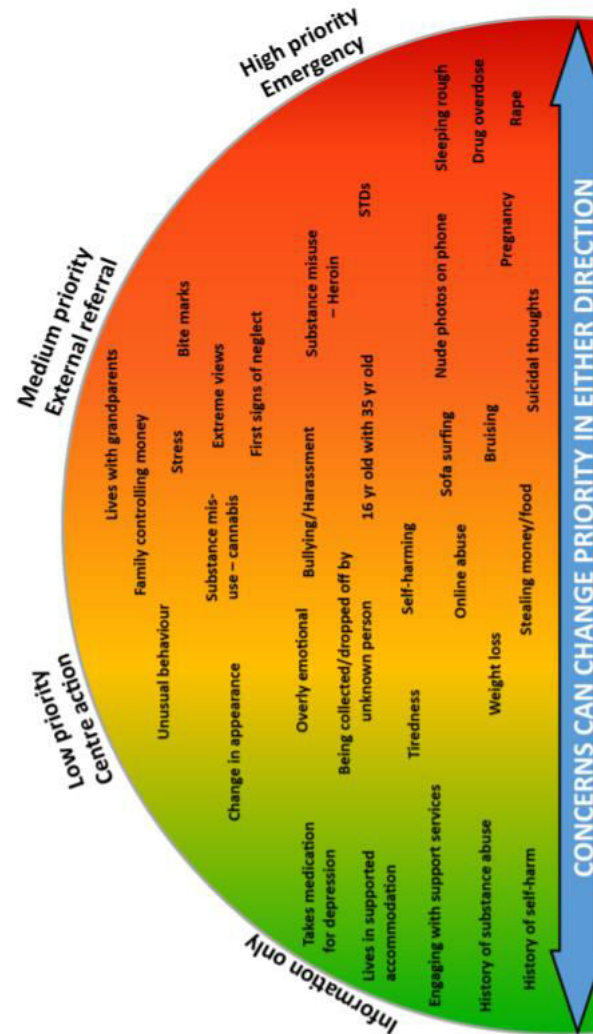 Information only
Low priority
Centre action
Medium priority
External referral
High priority
Emergency
Lives with grandparents
Family controlling money
Unusual behaviour
Stress
Bite marks
Substance mis-
use – cannabis
Extreme views
Change in appearance
First signs of neglect
Takes medication
for depression
Overly emotional
Bullying/Harassment
Substance misuse
– Heroin
Being collected/dropped off by
unknown person
Lives in supported
accommodation
16 yr old with 35 yr old
STDs
Tiredness
Self-harming
Engaging with support services
Online abuse
Sofa surfing
Nude photos on phone
Sleeping rough
History of substance abuse
Weight loss
Bruising
Pregnancy
Drug overdose
History of self-harm
Stealing money/food
Suicidal thoughts
Rape
CONCERNS CAN CHANGE PRIORITY IN EITHER DIRECTION